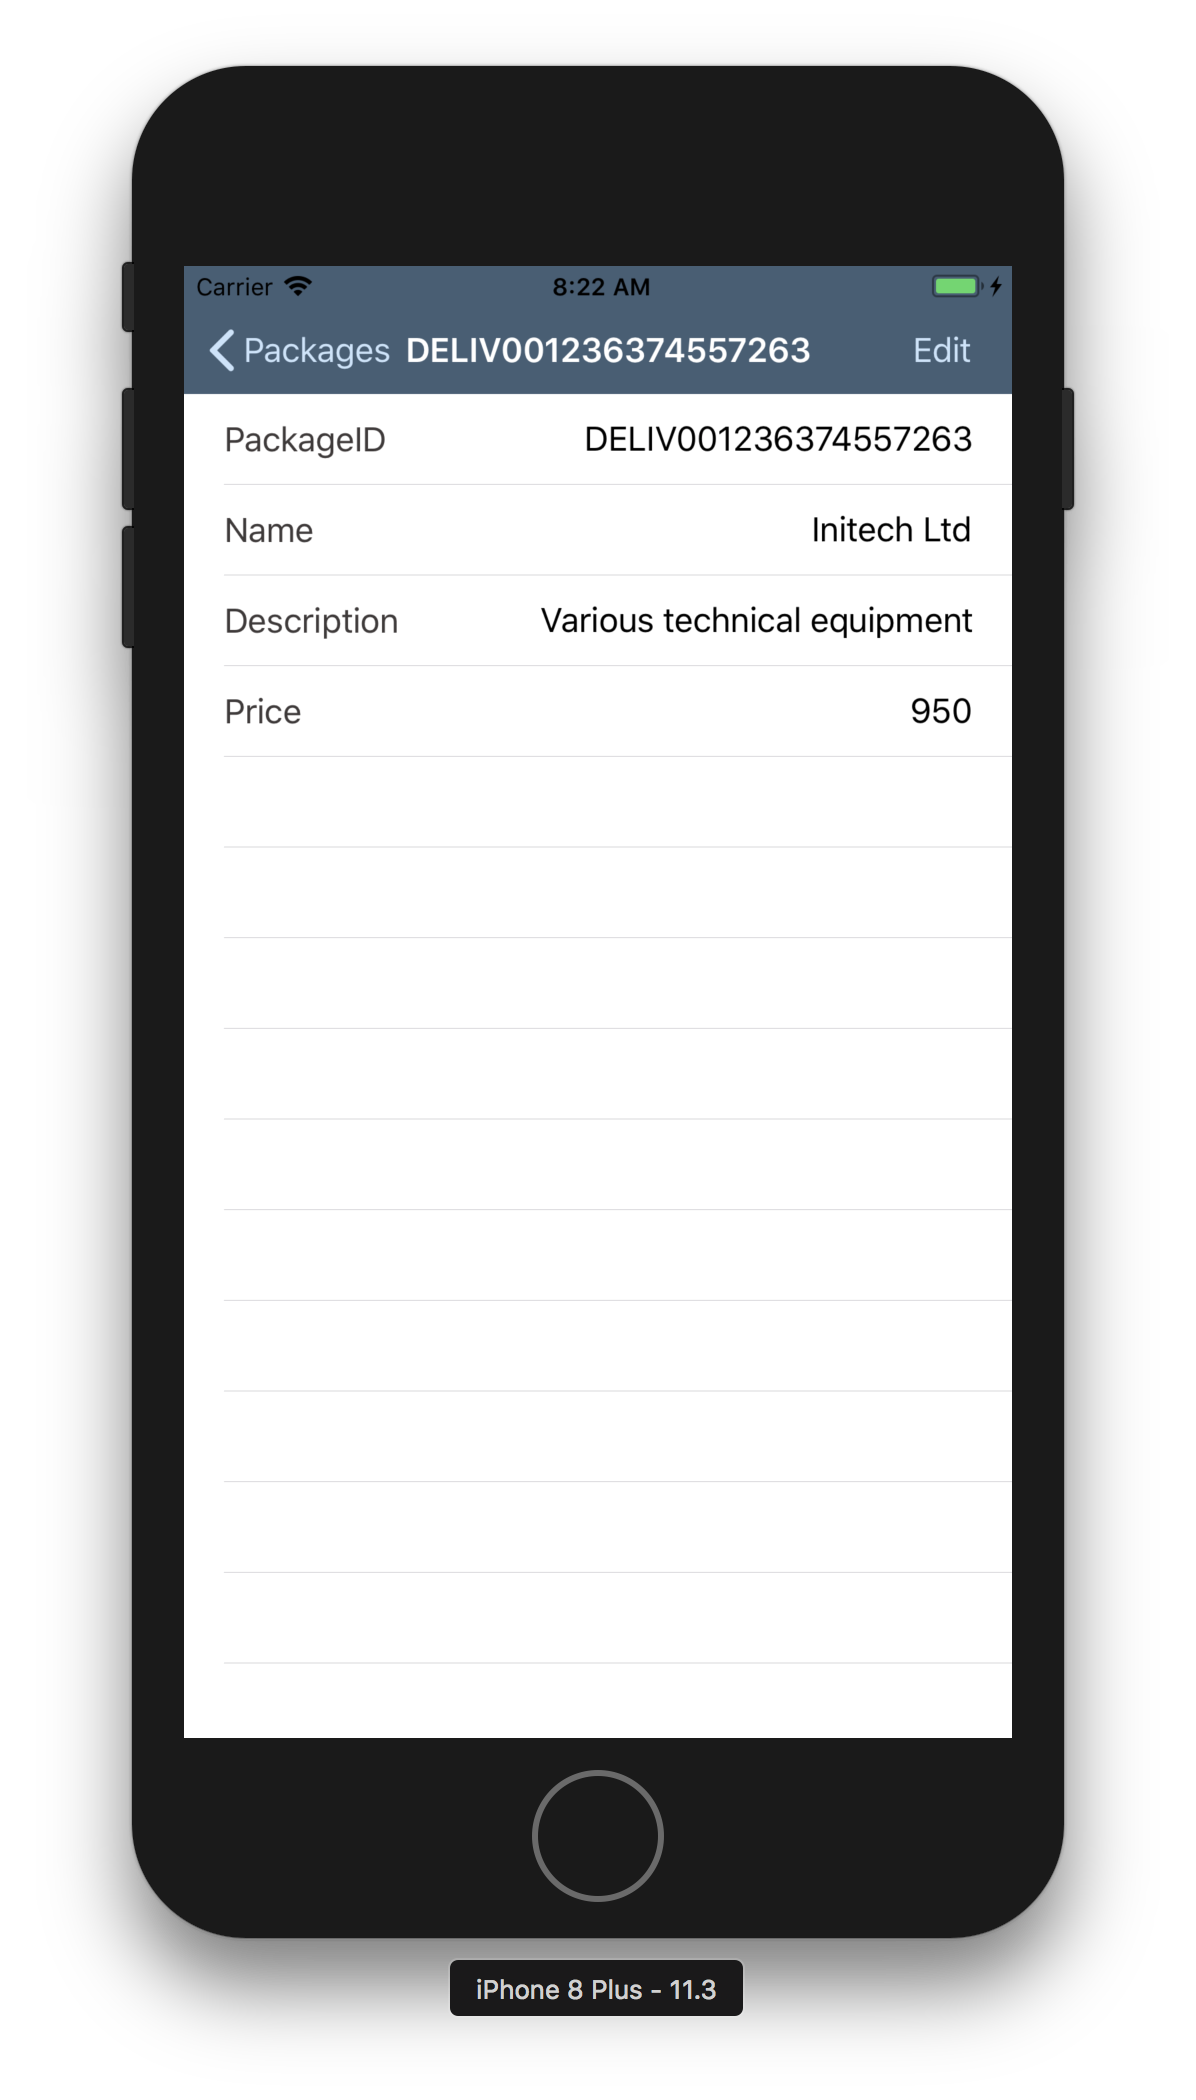 Carrier 8:22 AM
Packages DELIV001236374557263 Edit
PackageID DELIV001236374557263
Name Initech Ltd
Description Various technical equipment
Price 950
iPhone 8 Plus - 11.3